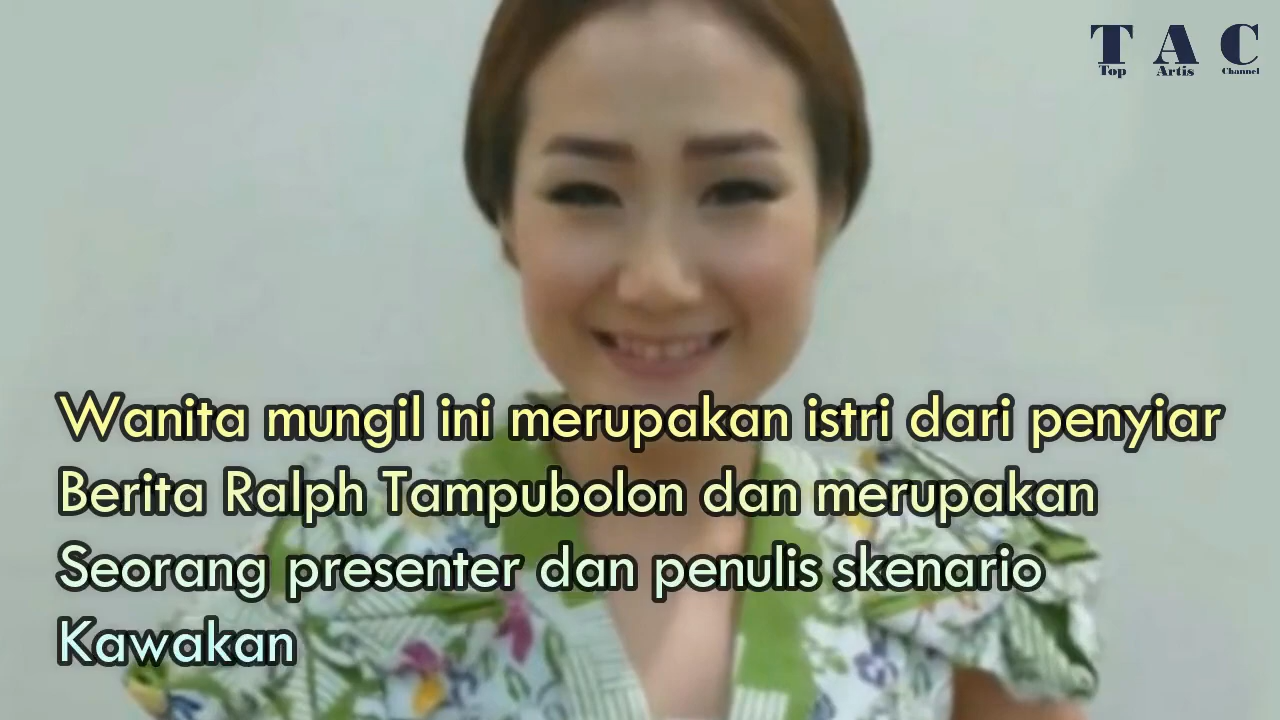 T A C
Top Artis Channel
Wanita mungil ini merupakan istri dari penyiar
Berita Ralph Tampubolon dan merupakan
Seorang presenter dan penulis skenario
Kawakan